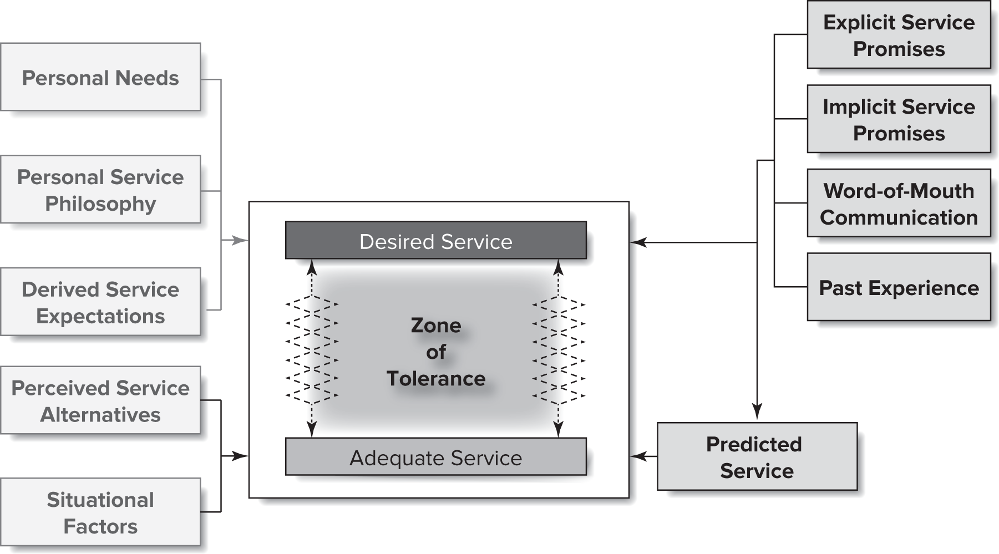 Personal Needs
Personal Service
Philosophy
Derived Service
Expectations
Perceived Service
Alternatives
Situational
Factors
Desired Service
Zone
of
Tolerance
Adequate Service
Explicit Service
Promises
Implicit Service
Promises
Word-of-Mouth
Communication
Past Experience
Predicted
Service